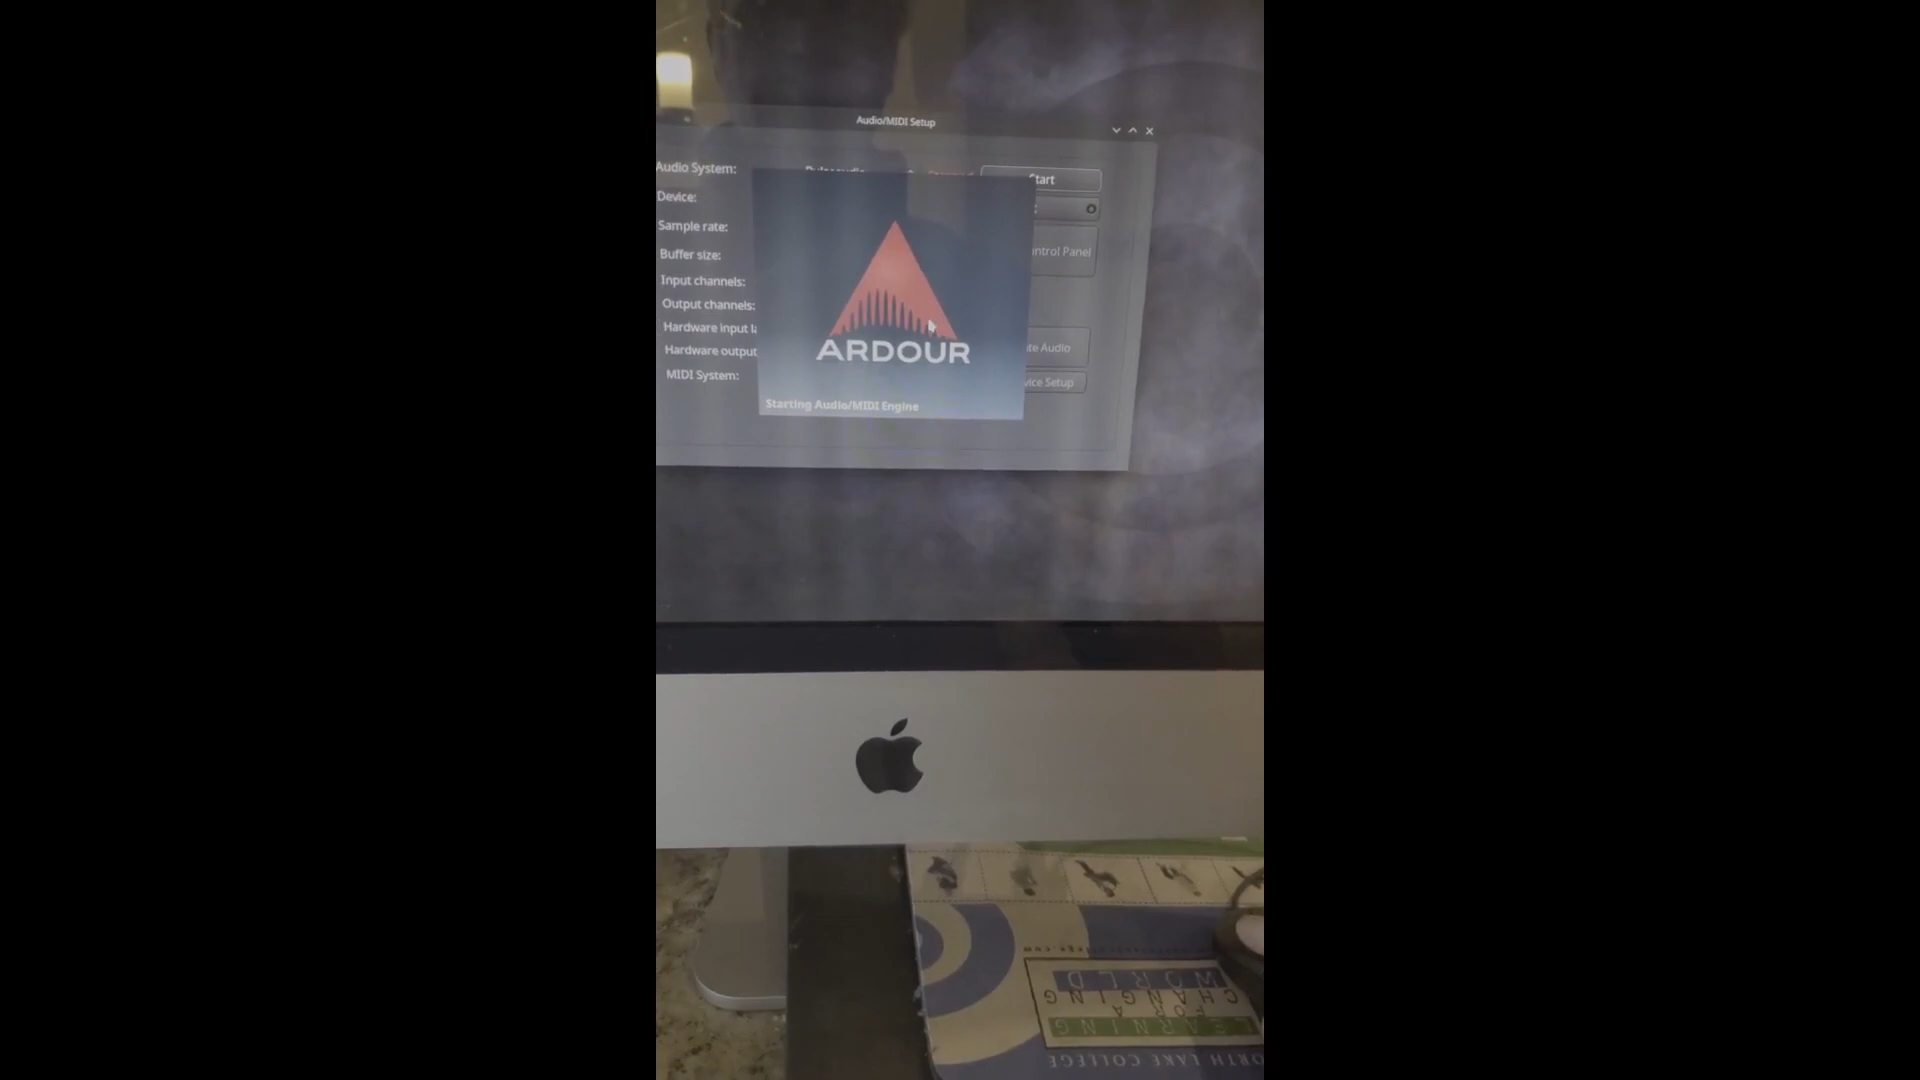 Audio/MIDI Setup
Audio System:
Start
Device:
Sample rate:
Buffer size:
ntrol Panel
Input channels:
Output channels:
Hardware input la
te Audio
Hardware output
MIDI System:
vice Setup
ARDOUR
Starting Audio/MIDI Engine
LEARNING
FOR A
CHANGING
WORLD
ORTH LAKE COLLEGE